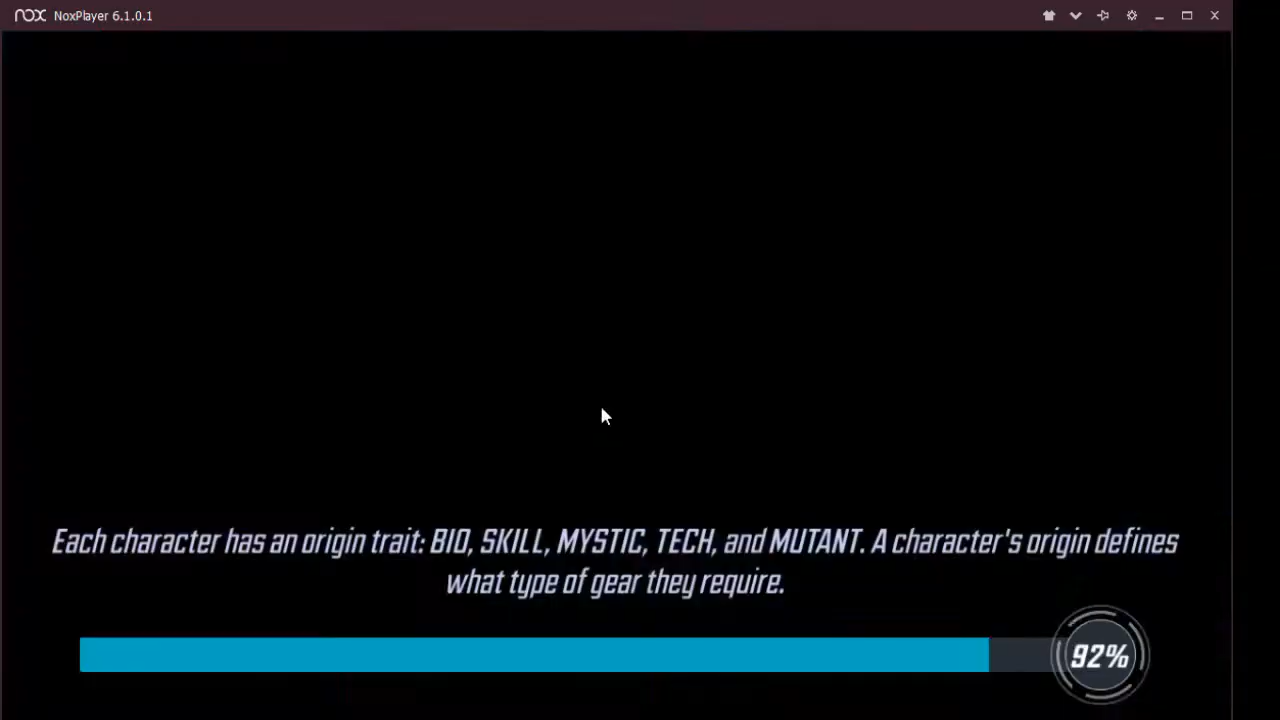 nox NoxPlayer 6.1.0.1
Each character has an origin trait: BIO, SKILL, MYSTIC, TECH, and MUTANT. A character's origin defines
what type of gear they require.
92%